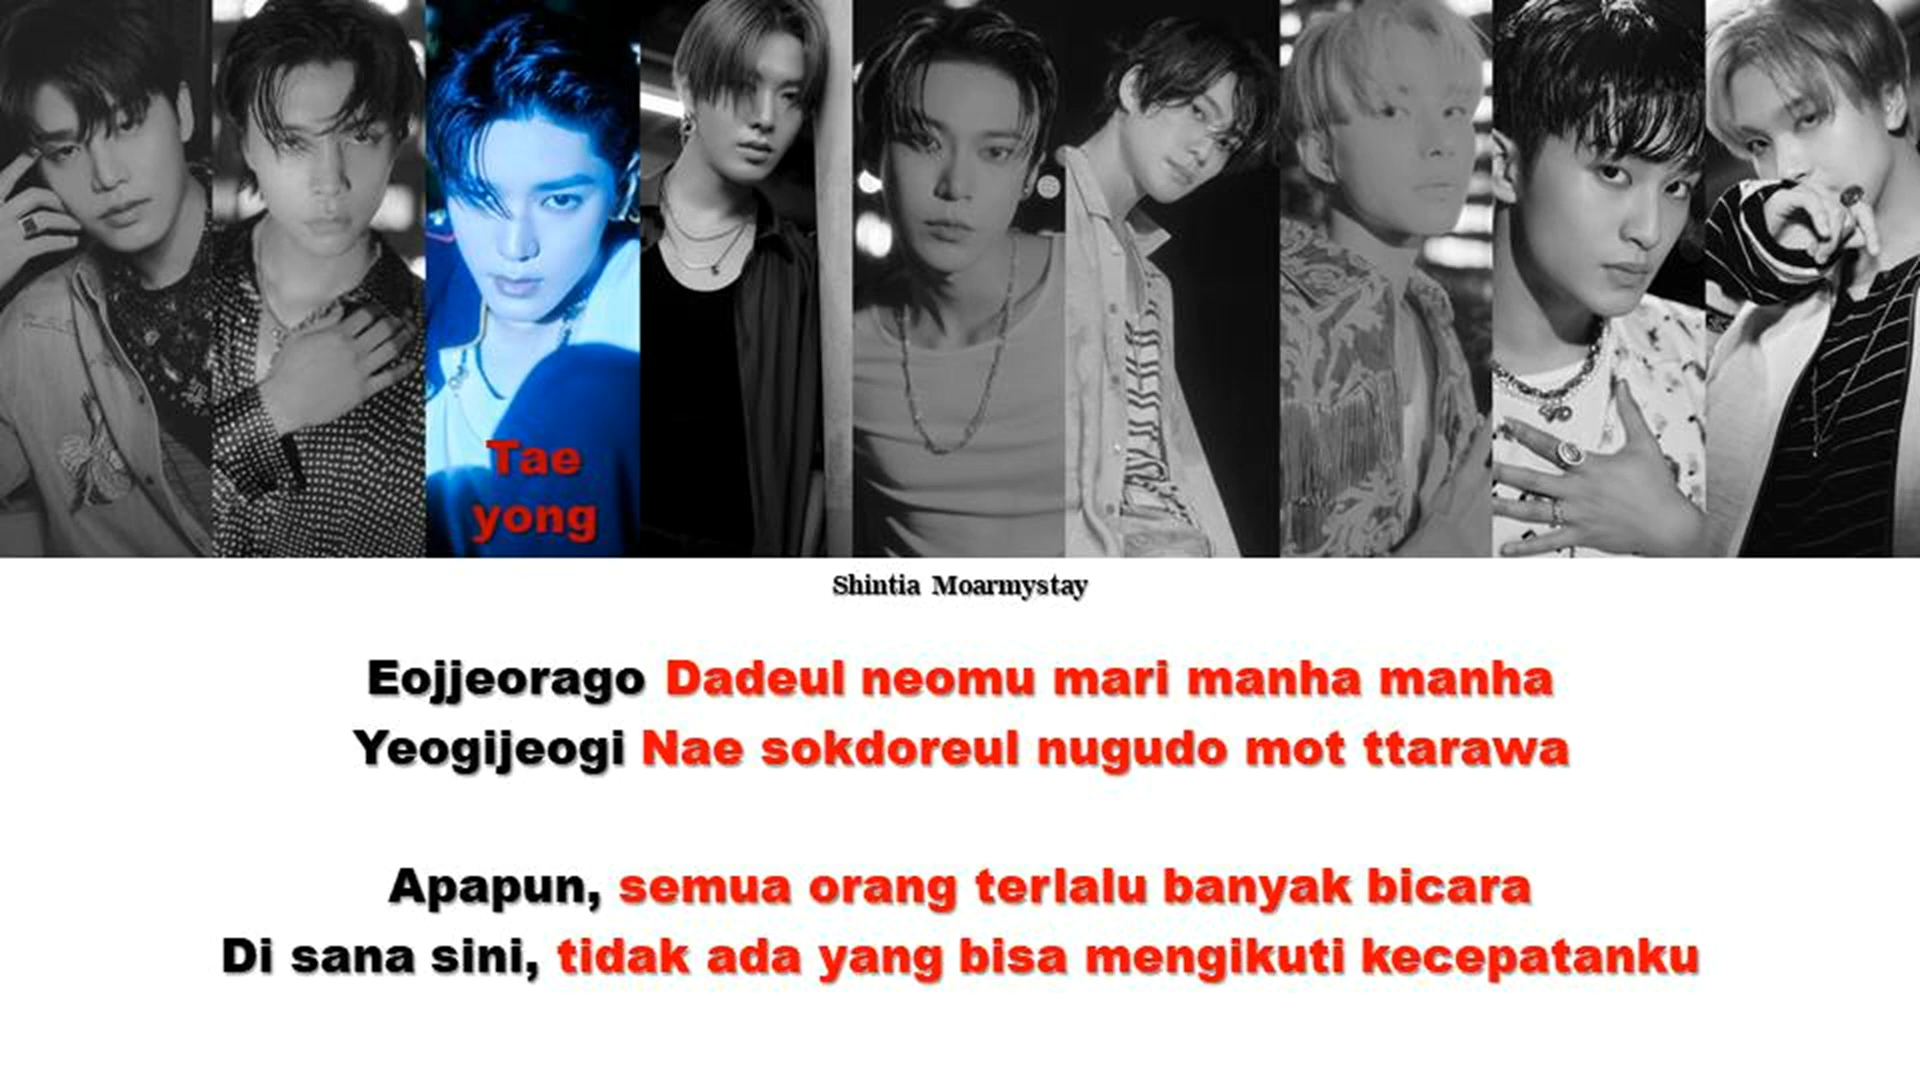 Tae
yong
Shintia Moarmystay
Eojjeorago Dadeul neomu mari manha manha
Yeogijeogi Nae sokdoreul nugudo mot ttarawa
Apapun, semua orang terlalu banyak bicara
Di sana sini, tidak ada yang bisa mengikuti kecepatanku